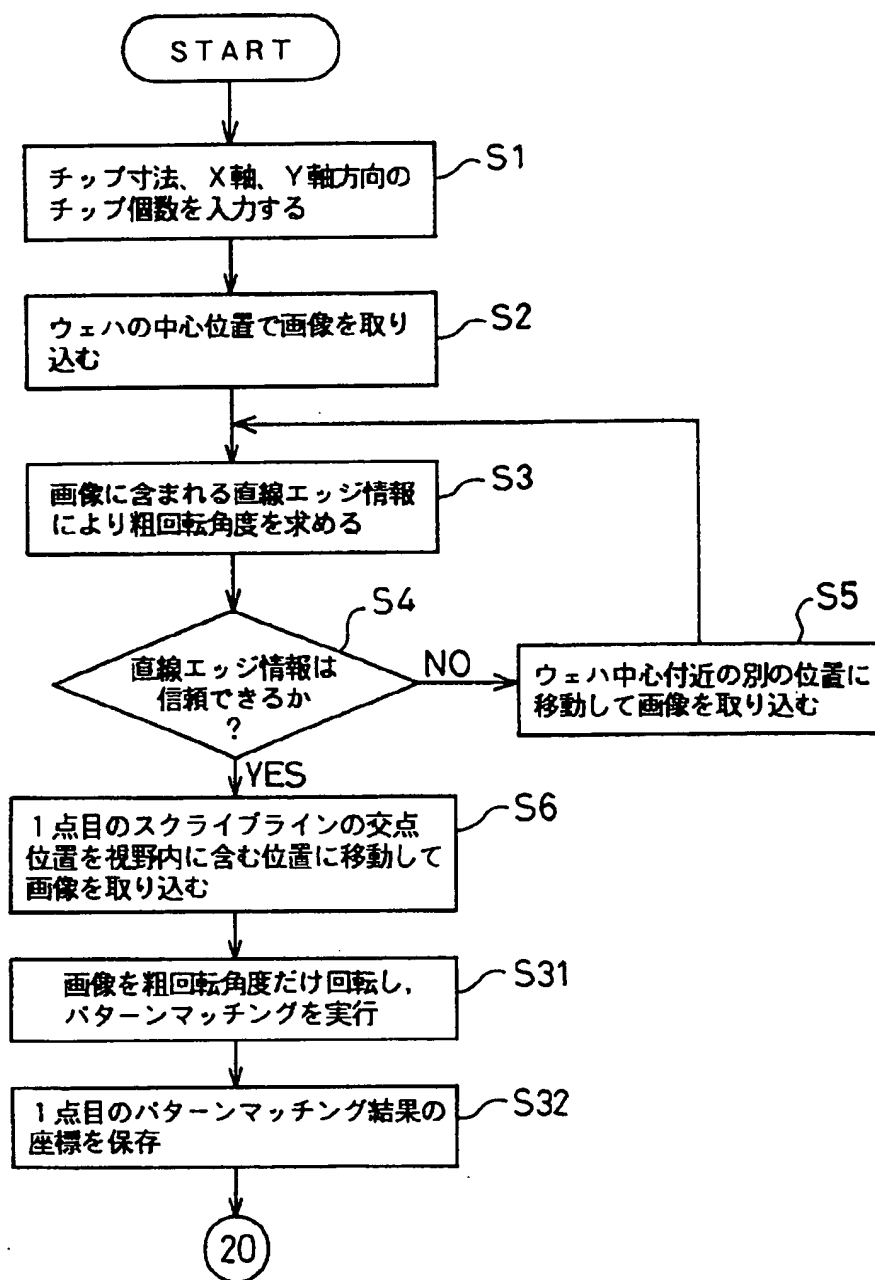 START
S1
チップ寸法、X軸、Y軸方向の
チップ個数を入力する
S2
ウェハの中心位置で画像を取り
込む
S3
画像に含まれる直線エッジ情報
により粗回転角度を求める
S4
直線エッジ情報は
信頼できるか
?
NO
S5
ウェハ中心付近の別の位置に
移動して画像を取り込む
YES
S6
1点目のスクライブラインの交点
位置を視野内に含む位置に移動して
画像を取り込む
S31
画像を粗回転角度だけ回転し,
パターンマッチングを実行
S32
1点目のパターンマッチング結果の
座標を保存
20